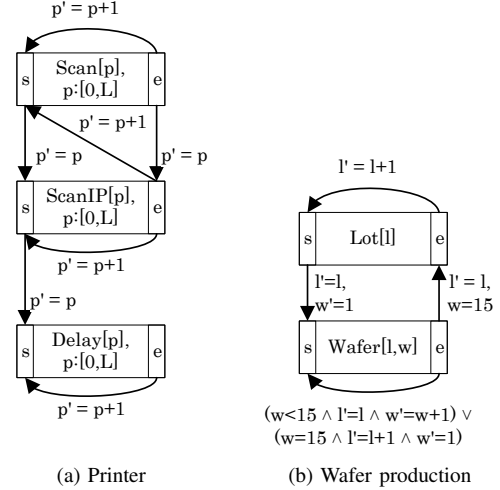 p' = p+1
s
Scan[p],
p:[0,L]
e
p' = p+1
p' = p
p' = p
s
ScanIP[p],
p:[0,L]
e
p' = p+1
p' = p
s
Delay[p],
p:[0,L]
e
p' = p+1
(a) Printer
l' = l+1
s
Lot[l]
e
l'=l,
w'=1
l' = l,
w=15
s
Wafer[l,w]
e
(w<15 ∧ l'=l ∧ w'=w+1) ∨
(w=15 ∧ l'=l+1 ∧ w'=1)
(b) Wafer production